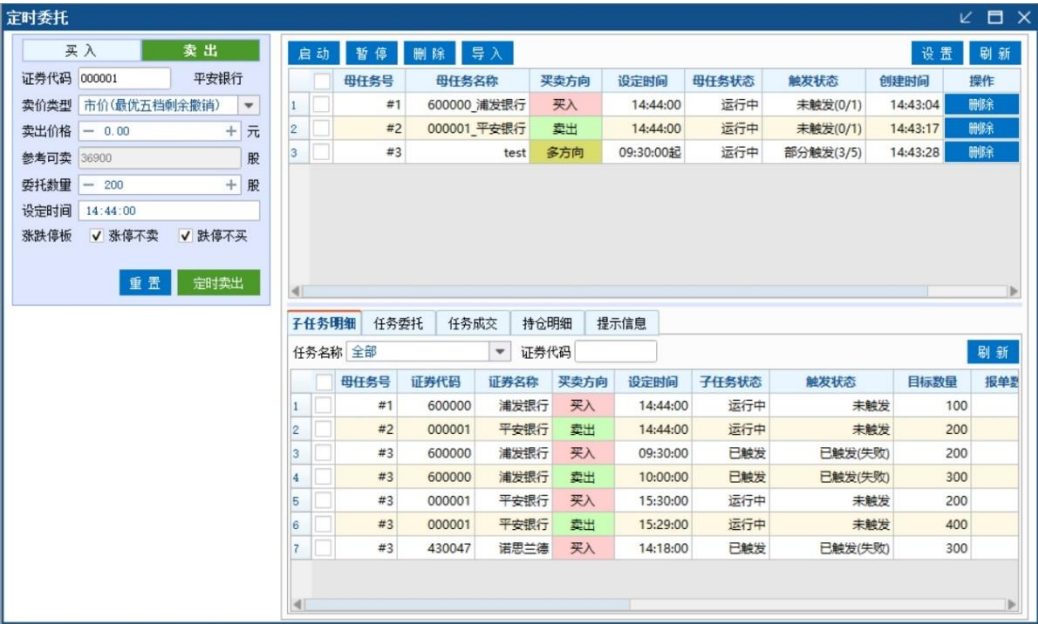 定时委托
买入 卖出
证券代码 000001 平安银行
卖价类型 市价(最优五档剩余撤销)
卖出价格 — 0.00 + 元
参考可卖 36900 股
委托数量 — 200 + 股
设定时间 14:44:00
涨跌停板 ✓ 涨停不卖 ✓ 跌停不买
重置 定时卖出
启动 暂停 删除 导入 设置 刷新
母任务号 母任务名称 买卖方向 设定时间 母任务状态 触发状态 创建时间 操作
1 #1 600000_浦发银行 买入 14:44:00 运行中 未触发(0/1) 14:43:04 删除
2 #2 000001_平安银行 卖出 14:44:00 运行中 未触发(0/1) 14:43:17 删除
3 #3 test 多方向 09:30:00起 运行中 部分触发(3/5) 14:43:28 删除
子任务明细 任务委托 任务成交 持仓明细 提示信息
任务名称 全部 证券代码 刷新
母任务号 证券代码 证券名称 买卖方向 设定时间 子任务状态 触发状态 目标数量 报单数
1 #1 600000 浦发银行 买入 14:44:00 运行中 未触发 100
2 #2 000001 平安银行 卖出 14:44:00 运行中 未触发 200
3 #3 600000 浦发银行 买入 09:30:00 已触发 已触发(失败) 200
4 #3 600000 浦发银行 卖出 10:00:00 已触发 已触发(失败) 300
5 #3 000001 平安银行 买入 15:30:00 运行中 未触发 200
6 #3 000001 平安银行 卖出 15:29:00 运行中 未触发 400
7 #3 430047 诺思兰德 买入 14:18:00 已触发 已触发(失败) 300